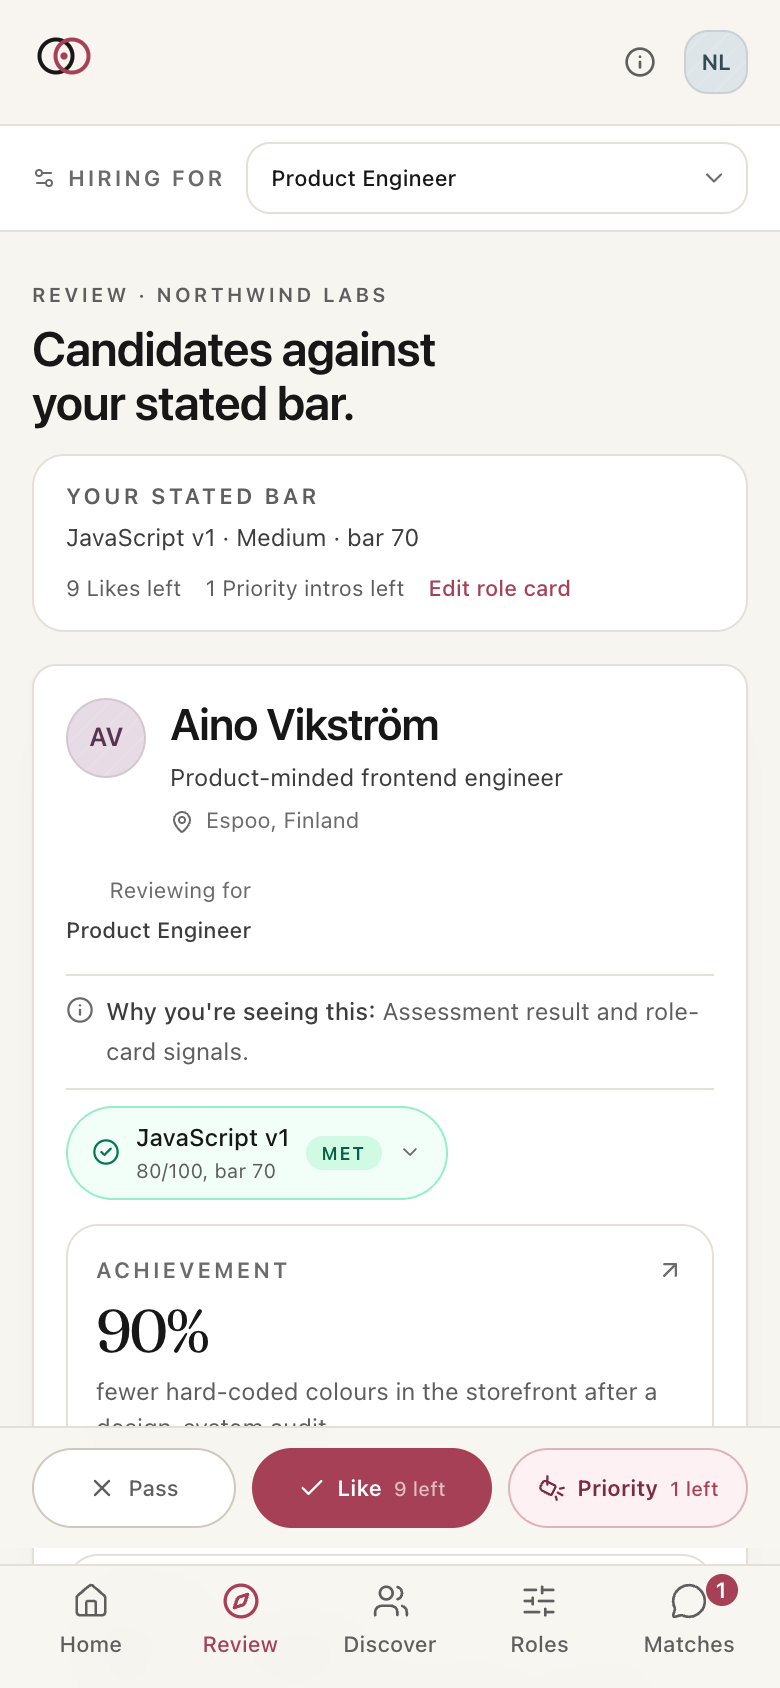 NL
HIRING FOR
Product Engineer
REVIEW · NORTHWIND LABS
Candidates against
your stated bar.
YOUR STATED BAR
JavaScript v1 · Medium · bar 70
9 Likes left 1 Priority intros left Edit role card
AV
Aino Vikström
Product-minded frontend engineer
Espoo, Finland
Reviewing for
Product Engineer
Why you're seeing this: Assessment result and role-
card signals.
JavaScript v1
80/100, bar 70
MET
ACHIEVEMENT
90%
fewer hard-coded colours in the storefront after a
design-system audit
Pass
Like 9 left
Priority 1 left
1
Home
Review
Discover
Roles
Matches